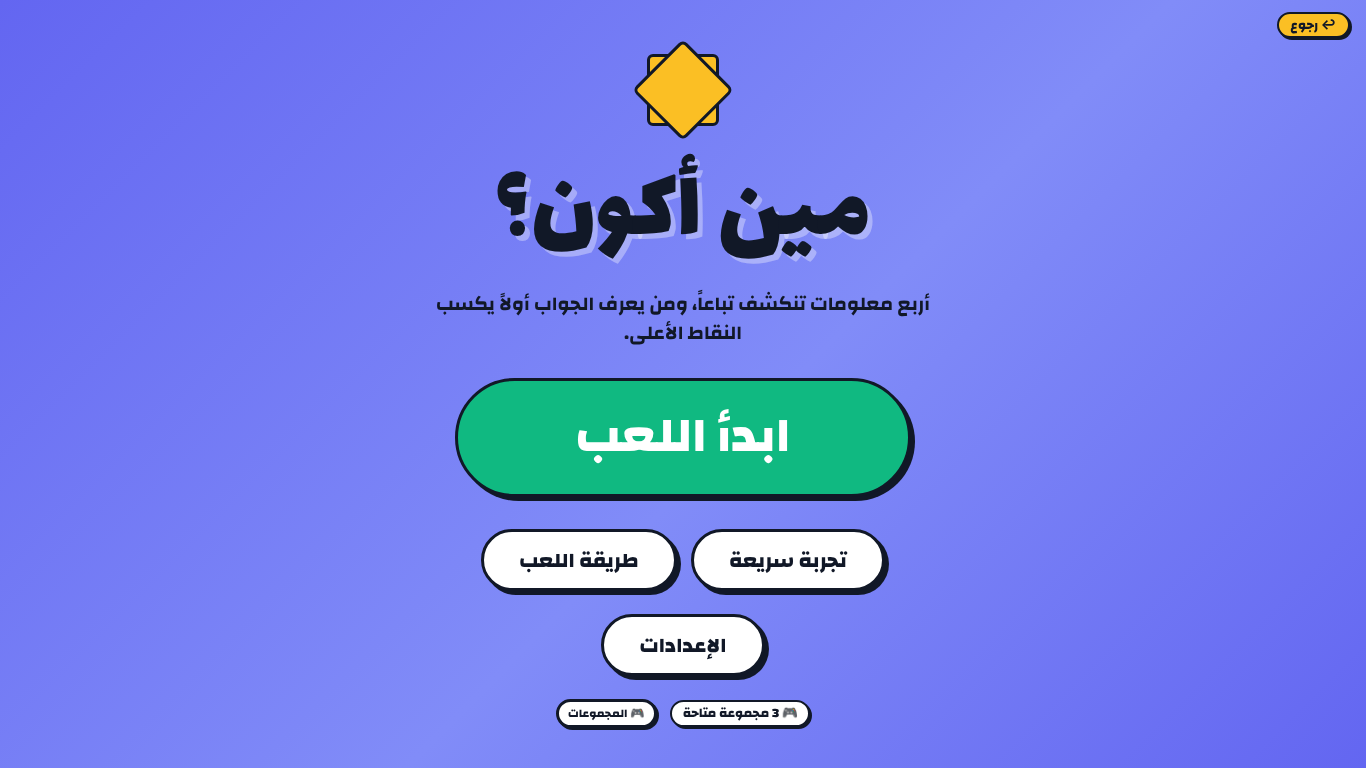 ↩ رجوع
مين أكون؟
أربع معلومات تنكشف تباعاً، ومن يعرف الجواب أولاً يكسب
النقاط الأعلى.
ابدأ اللعب
تجربة سريعة
طريقة اللعب
الإعدادات
🎮 3 مجموعة متاحة
🎮 المجموعات